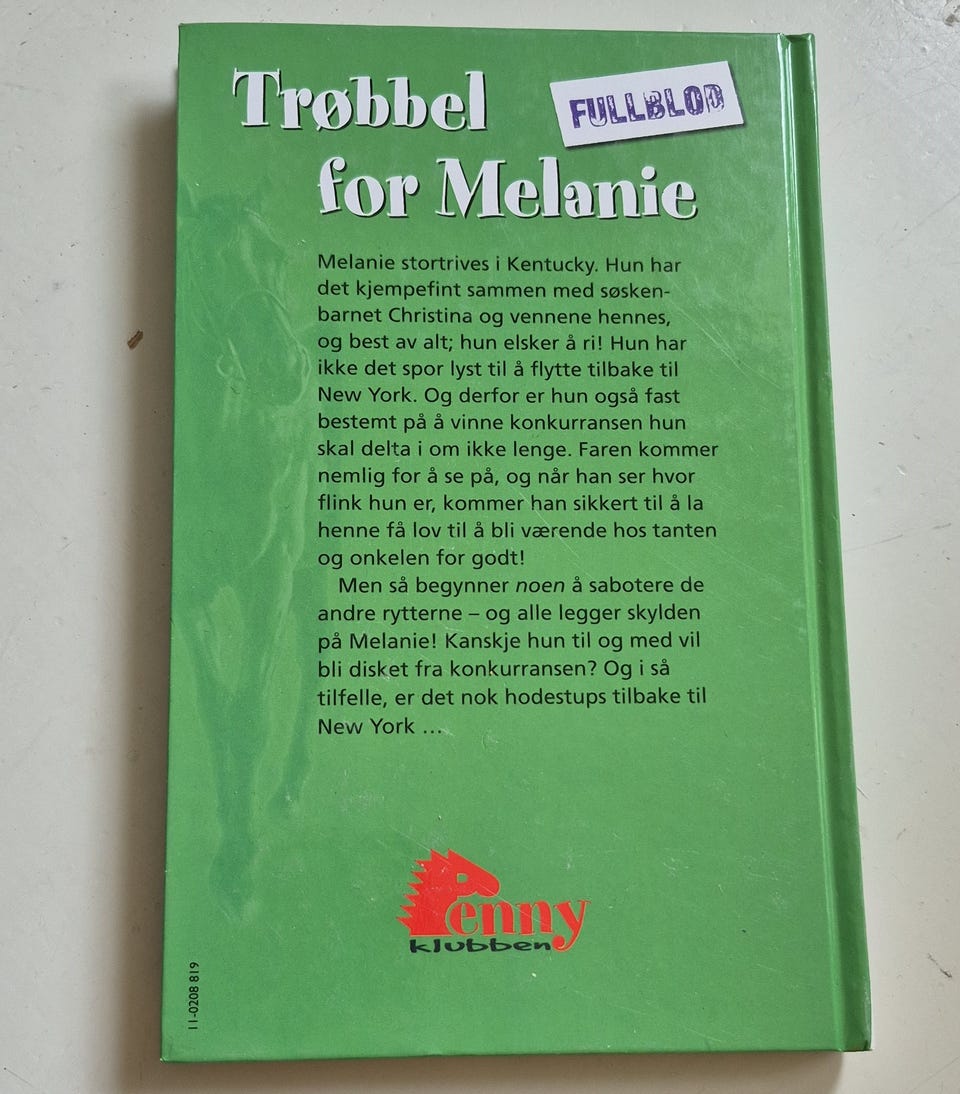 Trøbbel
FULLBLOD
for Melanie
Melanie stortrives i Kentucky. Hun har
det kjempefint sammen med søsken-
barnet Christina og vennene hennes,
og best av alt; hun elsker å ri! Hun har
ikke det spor lyst til å flytte tilbake til
New York. Og derfor er hun også fast
bestemt på å vinne konkurransen hun
skal delta i om ikke lenge. Faren kommer
nemlig for å se på, og når han ser hvor
flink hun er, kommer han sikkert til å la
henne få lov til å bli værende hos tanten
og onkelen for godt!
Men så begynner noen å sabotere de
andre rytterne – og alle legger skylden
på Melanie! Kanskje hun til og med vil
bli disket fra konkurransen? Og i så
tilfelle, er det nok hodestups tilbake til
New York …
Penny
klubben
11-0208 819